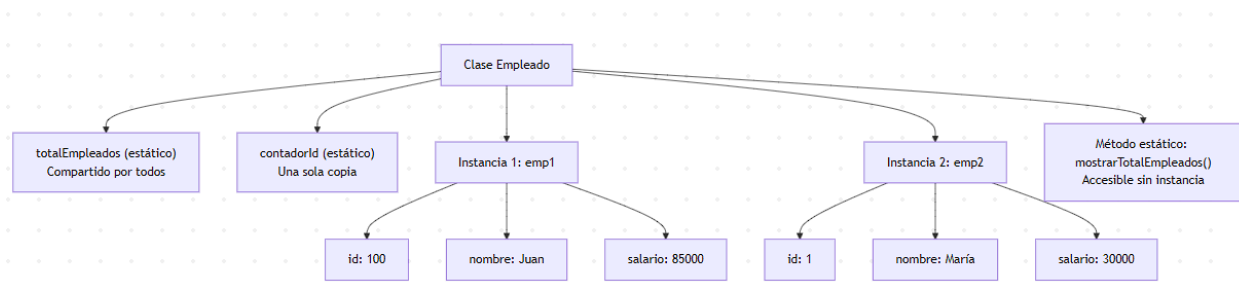 Clase Empleado
totalEmpleados (estático)
Compartido por todos
contadorId (estático)
Una sola copia
Instancia 1: emp1
Instancia 2: emp2
Método estático:
mostrarTotalEmpleados()
Accesible sin instancia
id: 100
nombre: Juan
salario: 85000
id: 1
nombre: María
salario: 30000